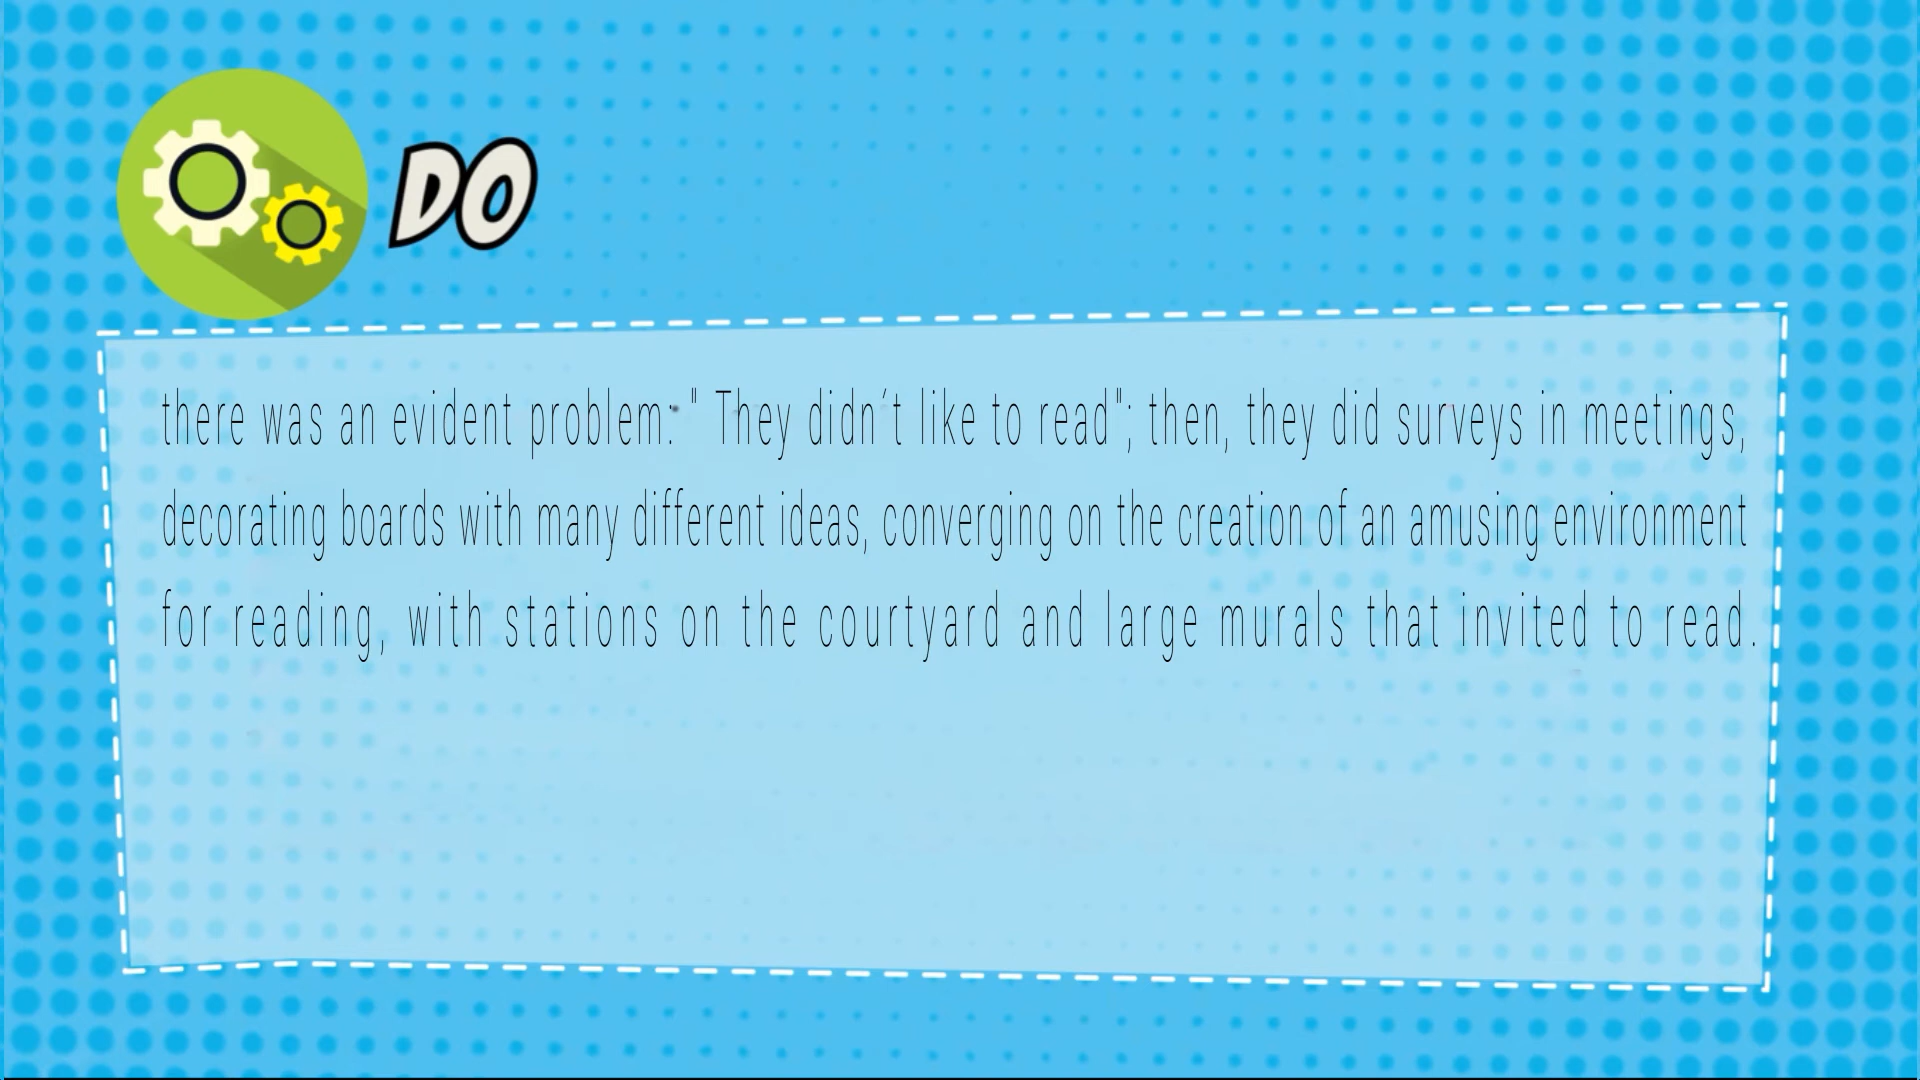 DO
there was an evident problem: " They didn´t like to read"; then, they did surveys in meetings,
decorating boards with many different ideas, converging on the creation of an amusing environment
for reading, with stations on the courtyard and large murals that invited to read.